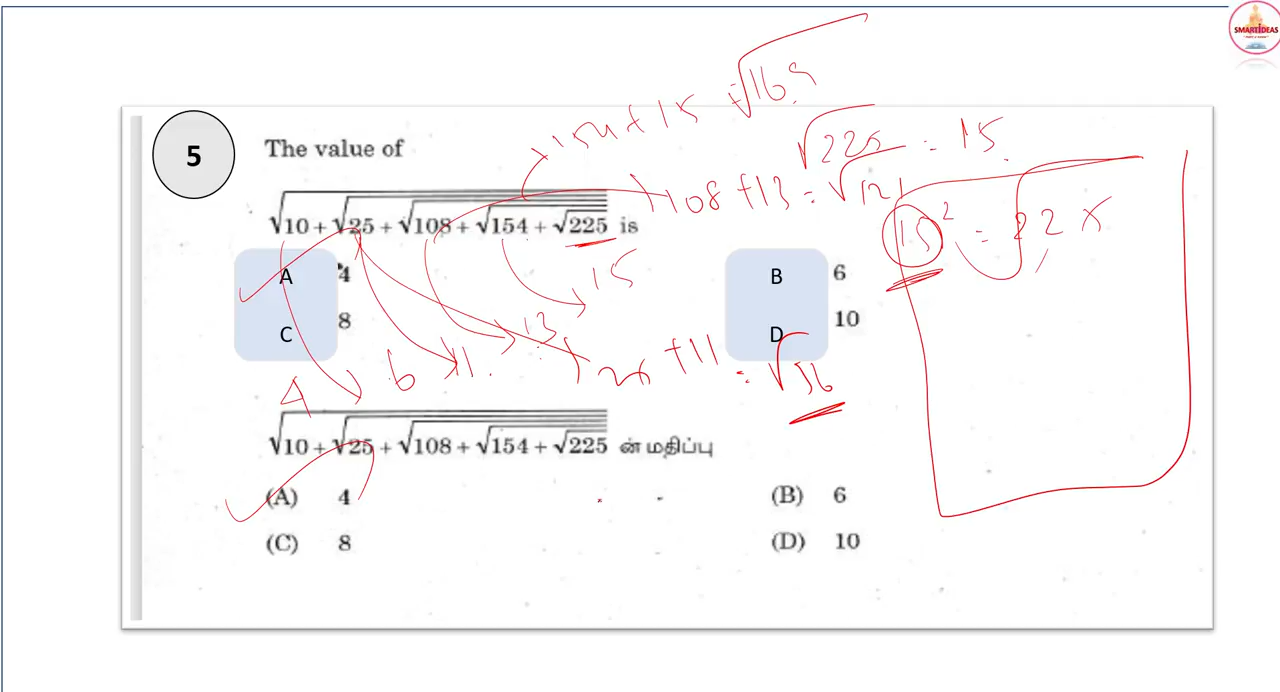 SMARTIDEAS
154 + 15 = √169
√225 = 15
5
The value of
108 + 13 = √121
√10 + √25 + √108 + √154 + √225 is
15² = 22
A 4
B 6
15
C 8
D 10
4 6 11 13
25 + 11 = √36
√10 + √25 + √108 + √154 + √225 ன் மதிப்பு
(A) 4
(B) 6
(C) 8
(D) 10